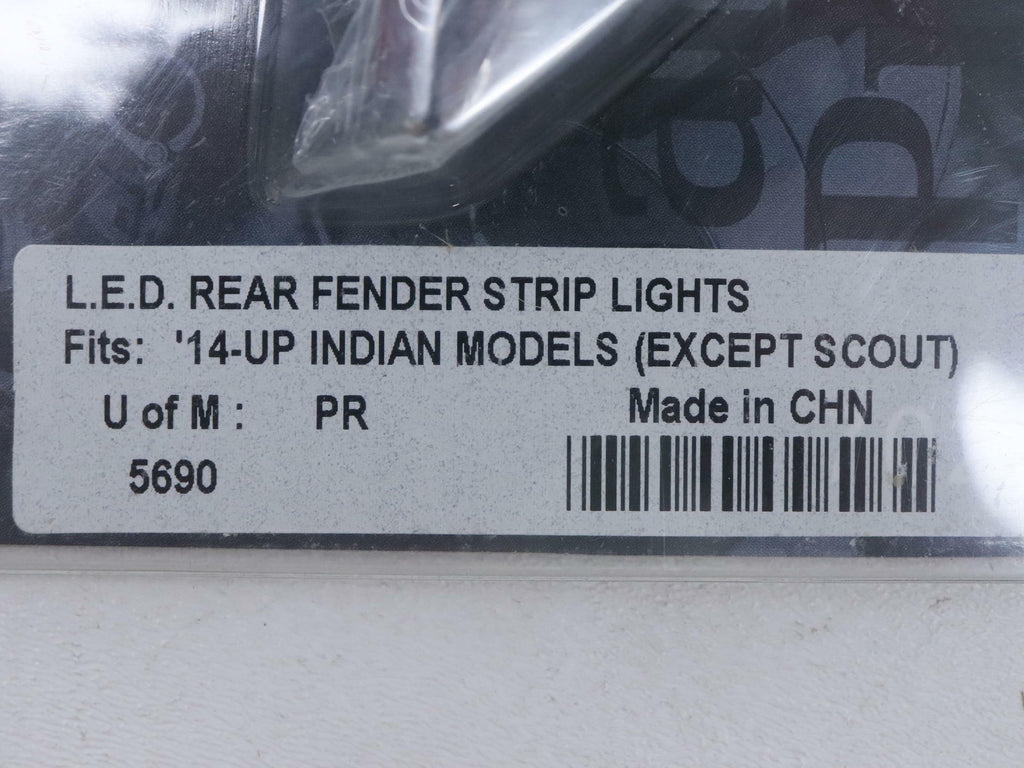 L.E.D. REAR FENDER STRIP LIGHTS
Fits: '14-UP INDIAN MODELS (EXCEPT SCOUT)
U of M : PR
Made in CHN
5690